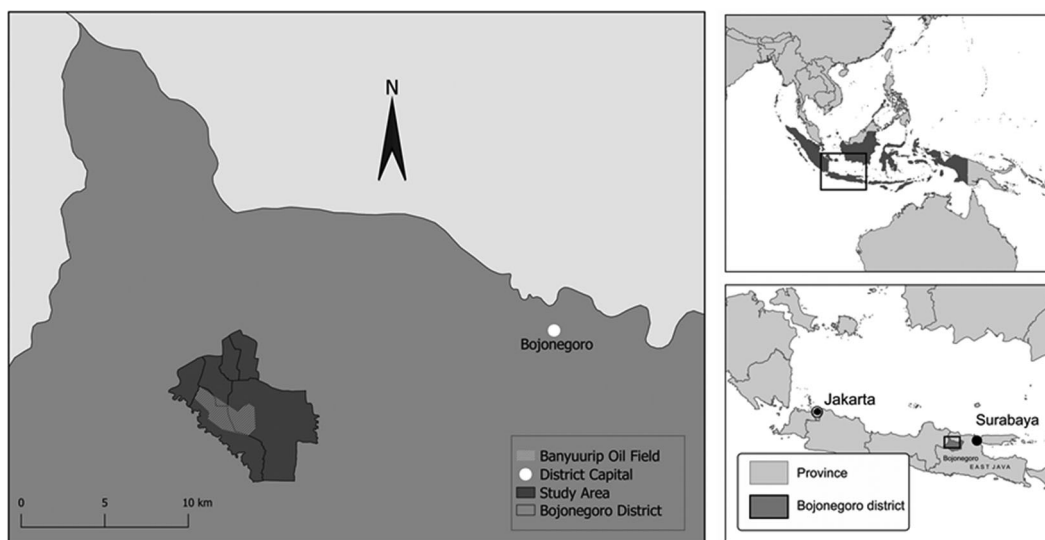 N
Bojonegoro
Banyuurip Oil Field
District Capital
Study Area
Bojonegoro District
0 5 10 km
Jakarta
Surabaya
Bojonegoro
EAST JAVA
Province
Bojonegoro district